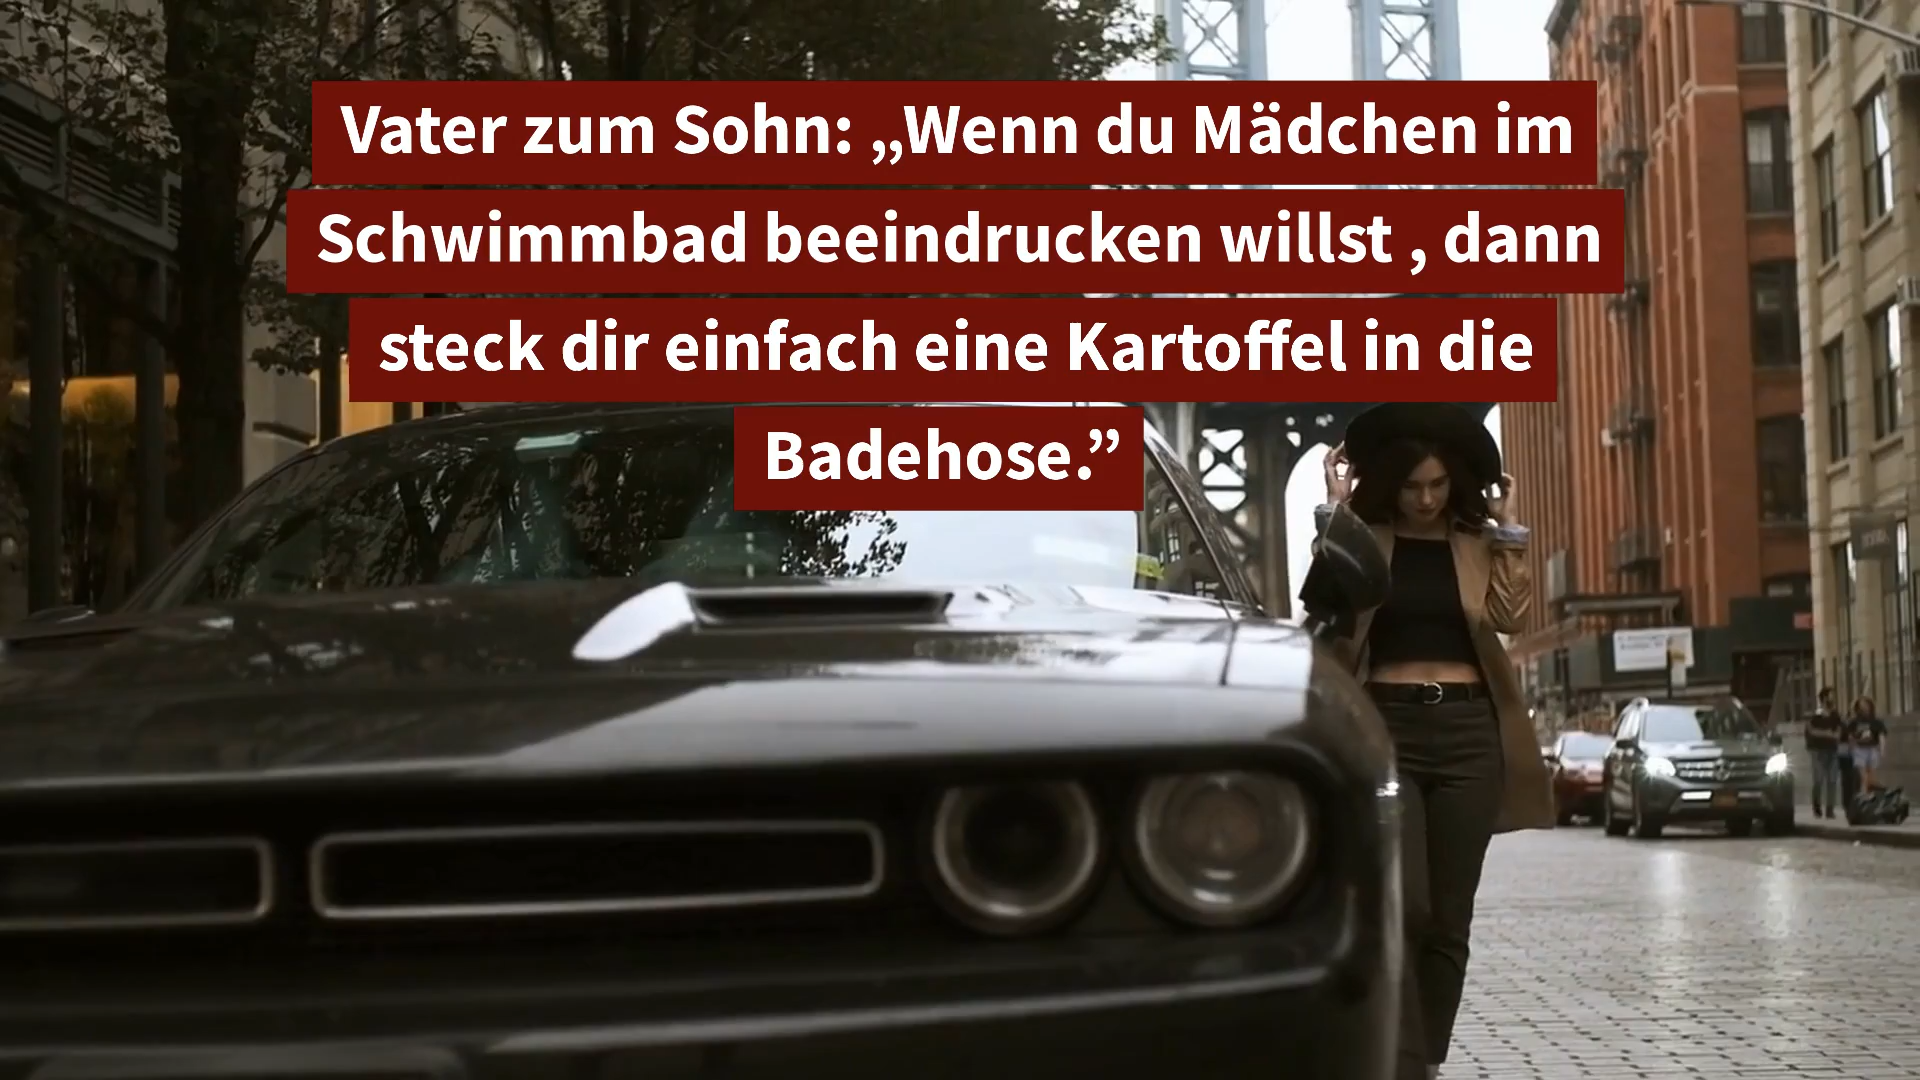 Vater zum Sohn: „Wenn du Mädchen im
Schwimmbad beeindrucken willst , dann
steck dir einfach eine Kartoffel in die
Badehose.”